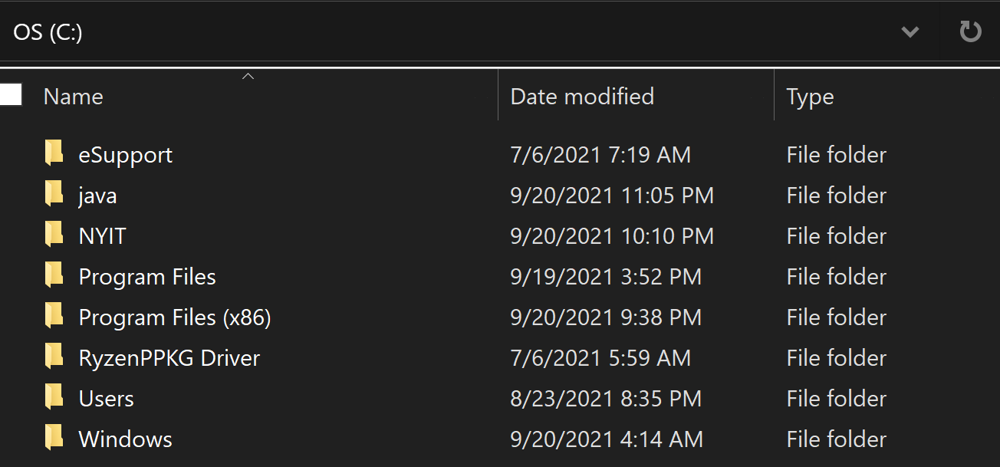 OS (C:)
Name Date modified Type
eSupport 7/6/2021 7:19 AM File folder
java 9/20/2021 11:05 PM File folder
NYIT 9/20/2021 10:10 PM File folder
Program Files 9/19/2021 3:52 PM File folder
Program Files (x86) 9/20/2021 9:38 PM File folder
RyzenPPKG Driver 7/6/2021 5:59 AM File folder
Users 8/23/2021 8:35 PM File folder
Windows 9/20/2021 4:14 AM File folder